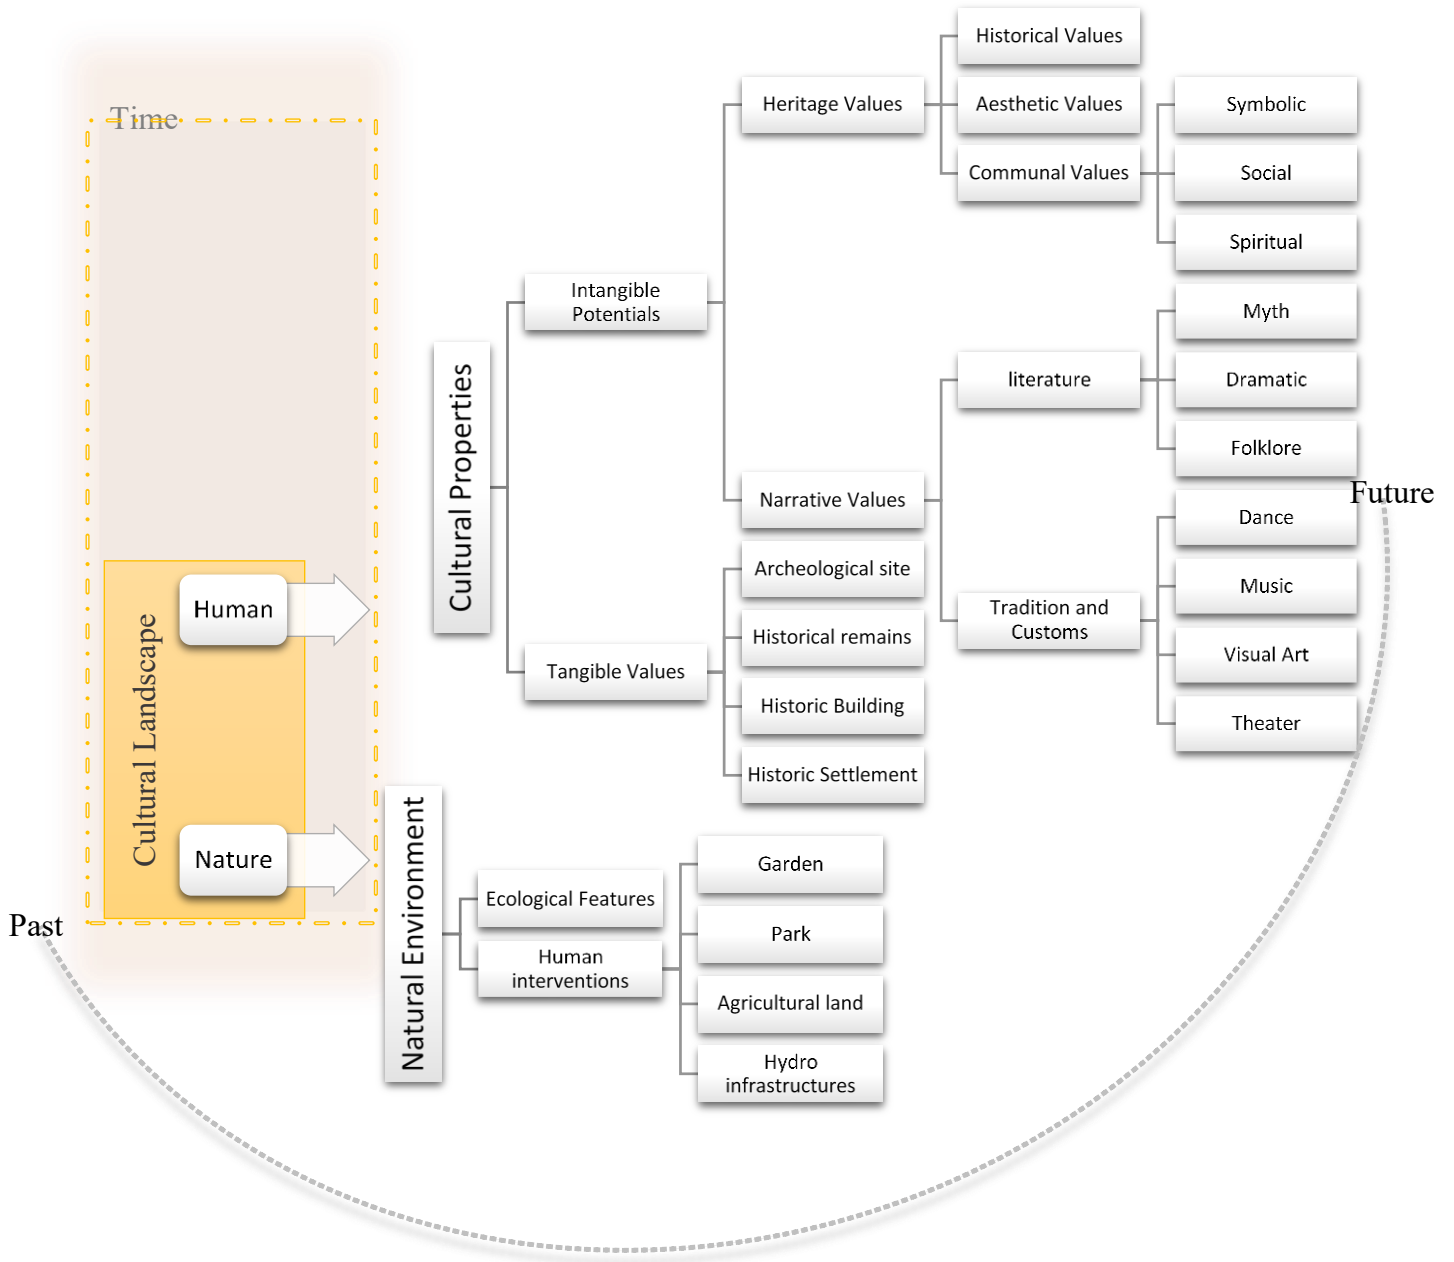 Time
Cultural Landscape
Human
Nature
Past
Future
Cultural Properties
Intangible
Potentials
Heritage Values
Historical Values
Aesthetic Values
Communal Values
Symbolic
Social
Spiritual
Narrative Values
literature
Myth
Dramatic
Folklore
Tradition and
Customs
Dance
Music
Visual Art
Theater
Tangible Values
Archeological site
Historical remains
Historic Building
Historic Settlement
Natural Environment
Ecological Features
Human
interventions
Garden
Park
Agricultural land
Hydro
infrastructures